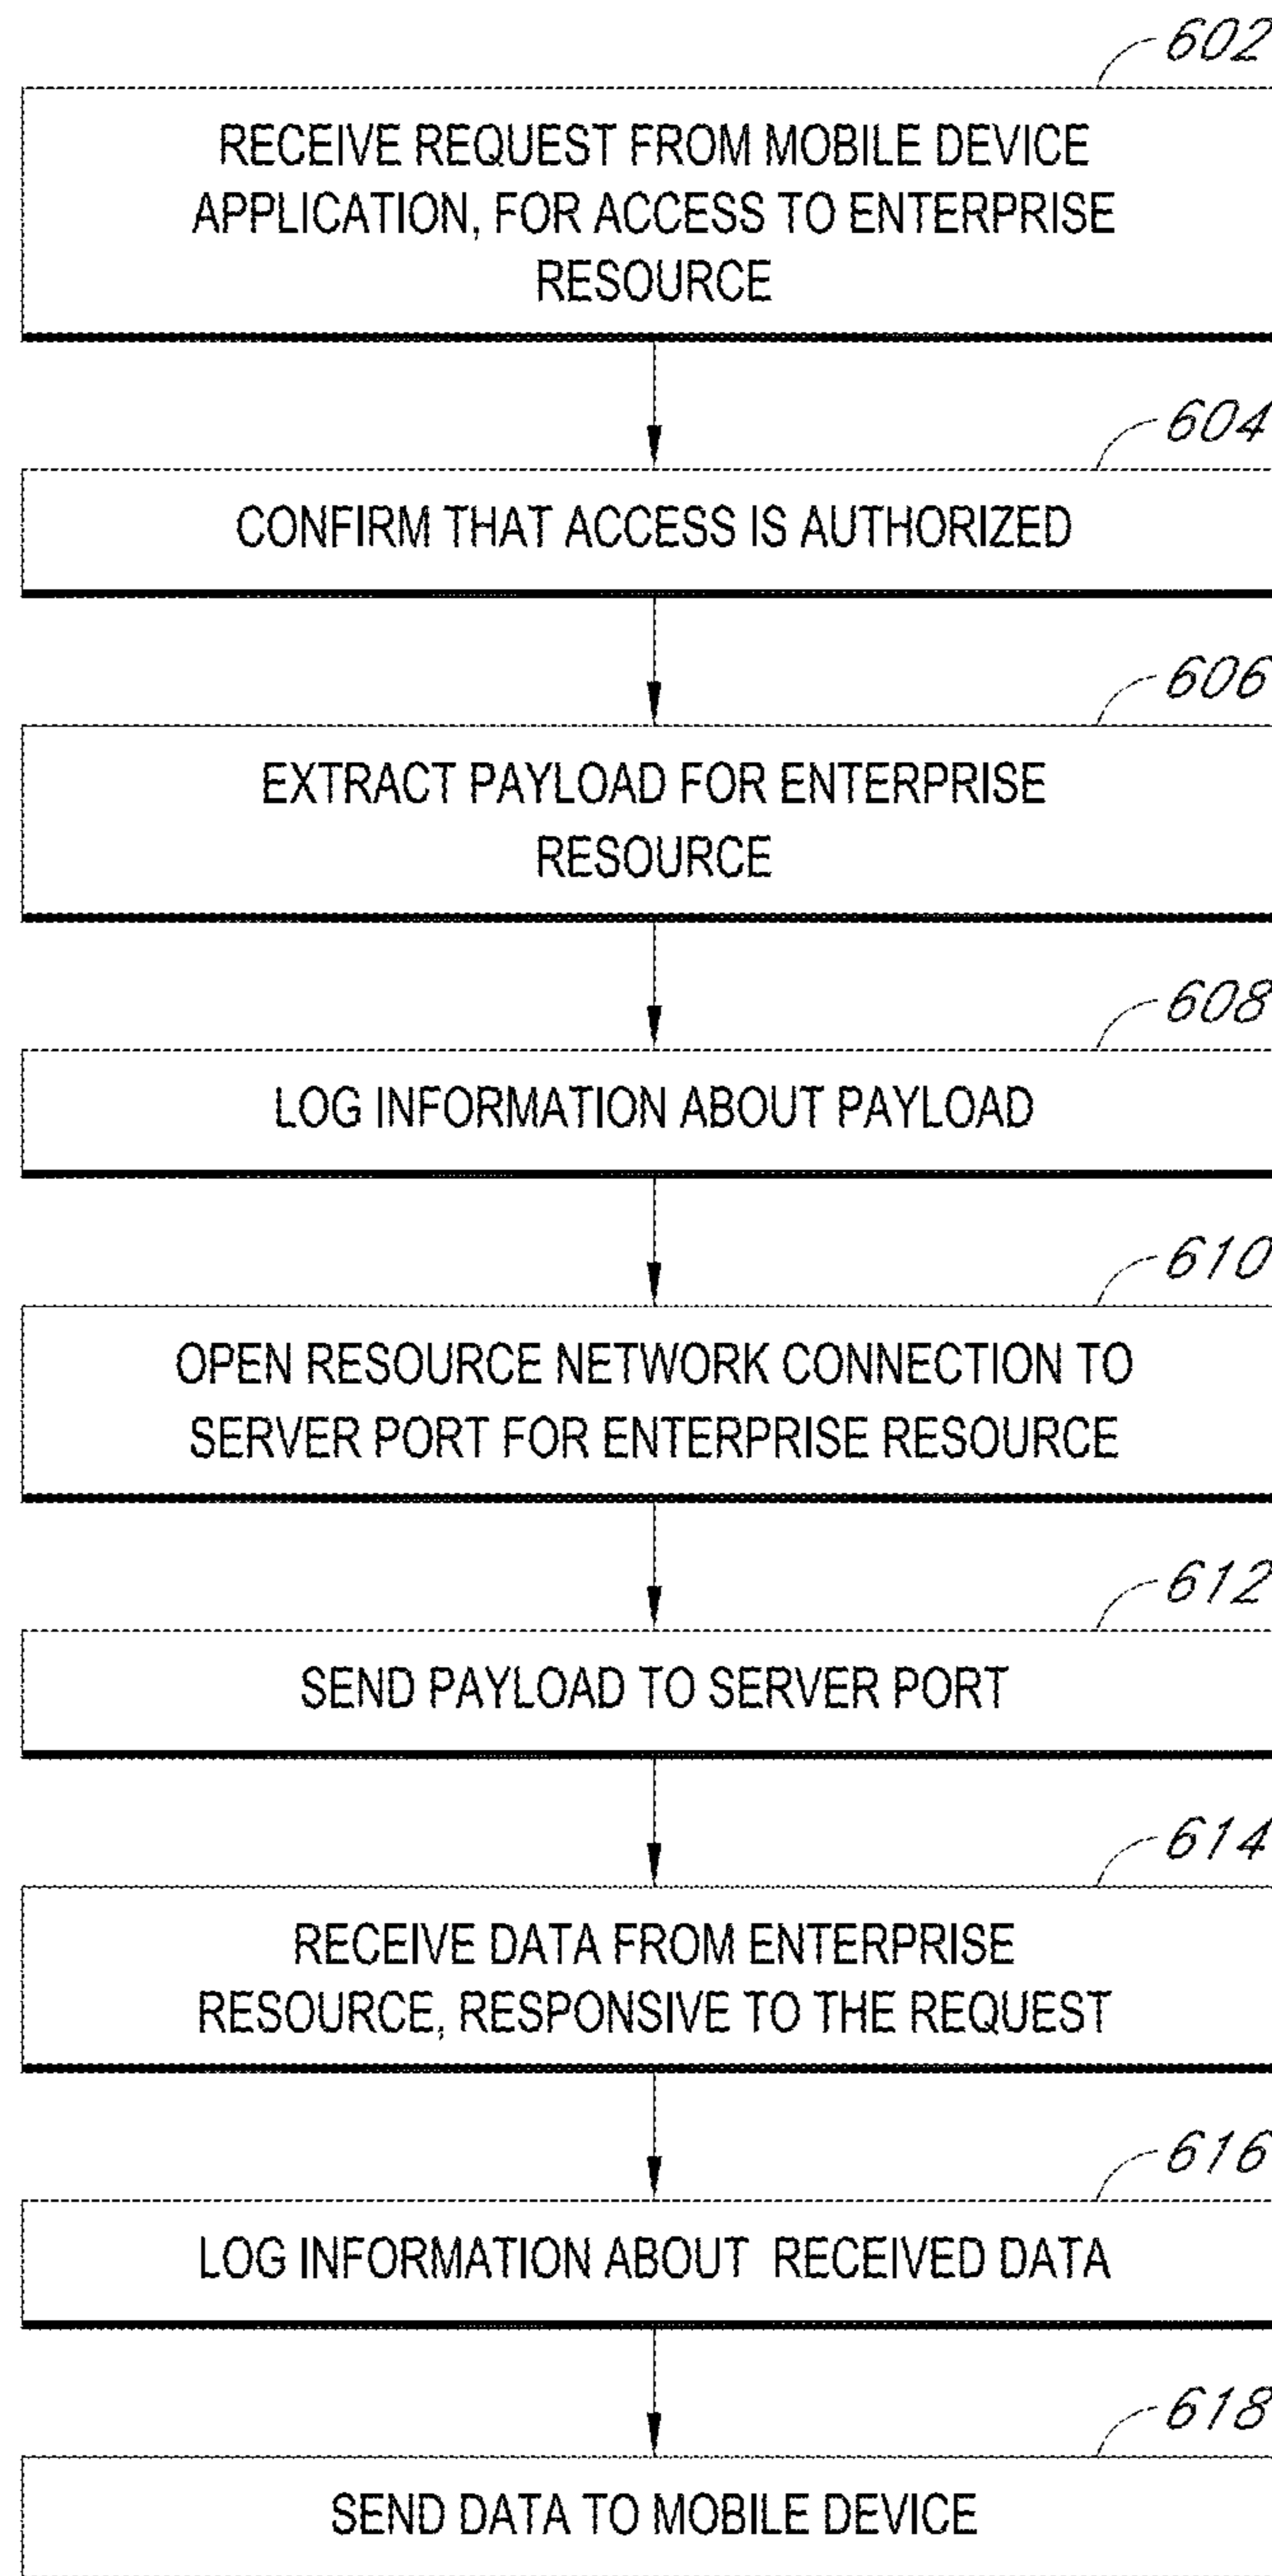 602
RECEIVE REQUEST FROM MOBILE DEVICE
APPLICATION, FOR ACCESS TO ENTERPRISE
RESOURCE
604
CONFIRM THAT ACCESS IS AUTHORIZED
606
EXTRACT PAYLOAD FOR ENTERPRISE
RESOURCE
608
LOG INFORMATION ABOUT PAYLOAD
610
OPEN RESOURCE NETWORK CONNECTION TO
SERVER PORT FOR ENTERPRISE RESOURCE
612
SEND PAYLOAD TO SERVER PORT
614
RECEIVE DATA FROM ENTERPRISE
RESOURCE, RESPONSIVE TO THE REQUEST
616
LOG INFORMATION ABOUT RECEIVED DATA
618
SEND DATA TO MOBILE DEVICE